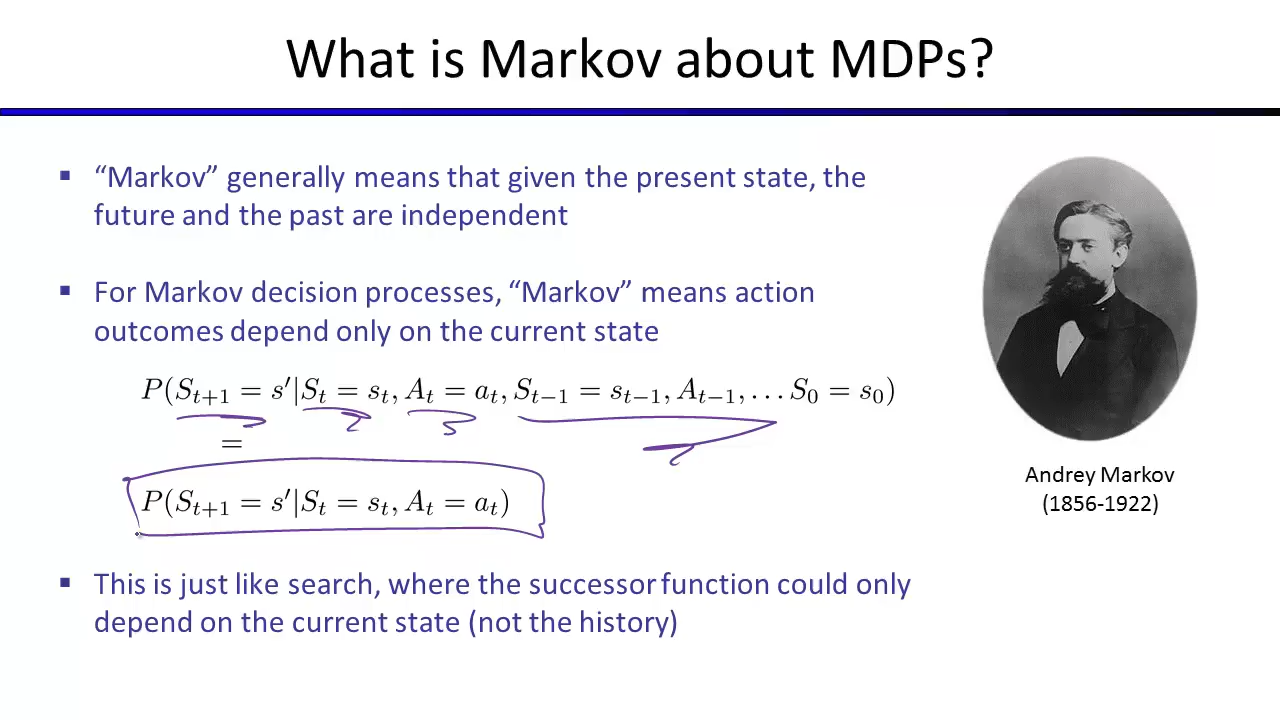 What is Markov about MDPs?
▪ “Markov” generally means that given the present state, the
future and the past are independent
▪ For Markov decision processes, “Markov” means action
outcomes depend only on the current state
P(S_{t+1} = s′|S_t = s_t, A_t = a_t, S_{t−1} = s_{t−1}, A_{t−1}, … S_0 = s_0)
=
P(S_{t+1} = s′|S_t = s_t, A_t = a_t)
▪ This is just like search, where the successor function could only
depend on the current state (not the history)
Andrey Markov
(1856-1922)